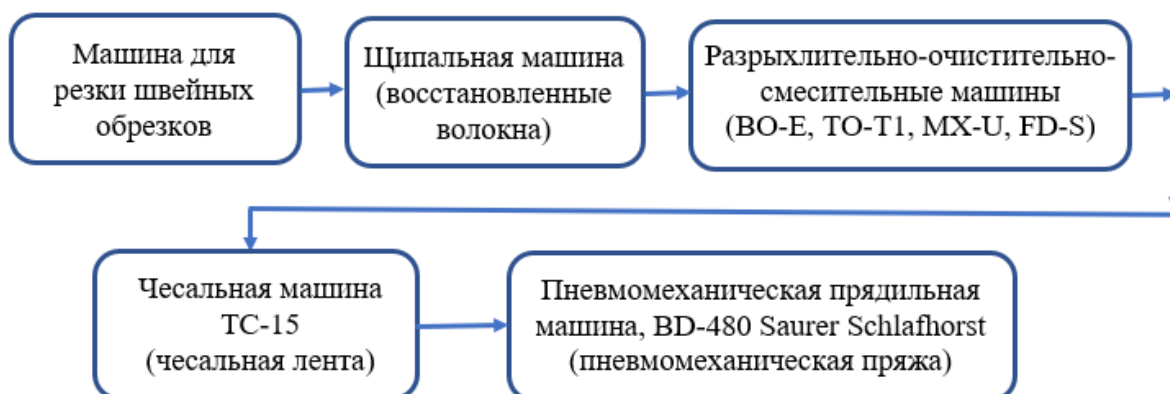 Машина для
резки швейных
обрезков
Щипальная машина
(восстановленные
волокна)
Разрыхлительно-очистительно-
смесительные машины
(BO-E, TO-T1, MX-U, FD-S)
Чесальная машина
TC-15
(чесальная лента)
Пневмомеханическая прядильная
машина, BD-480 Saurer Schlafhorst
(пневмомеханическая пряжа)